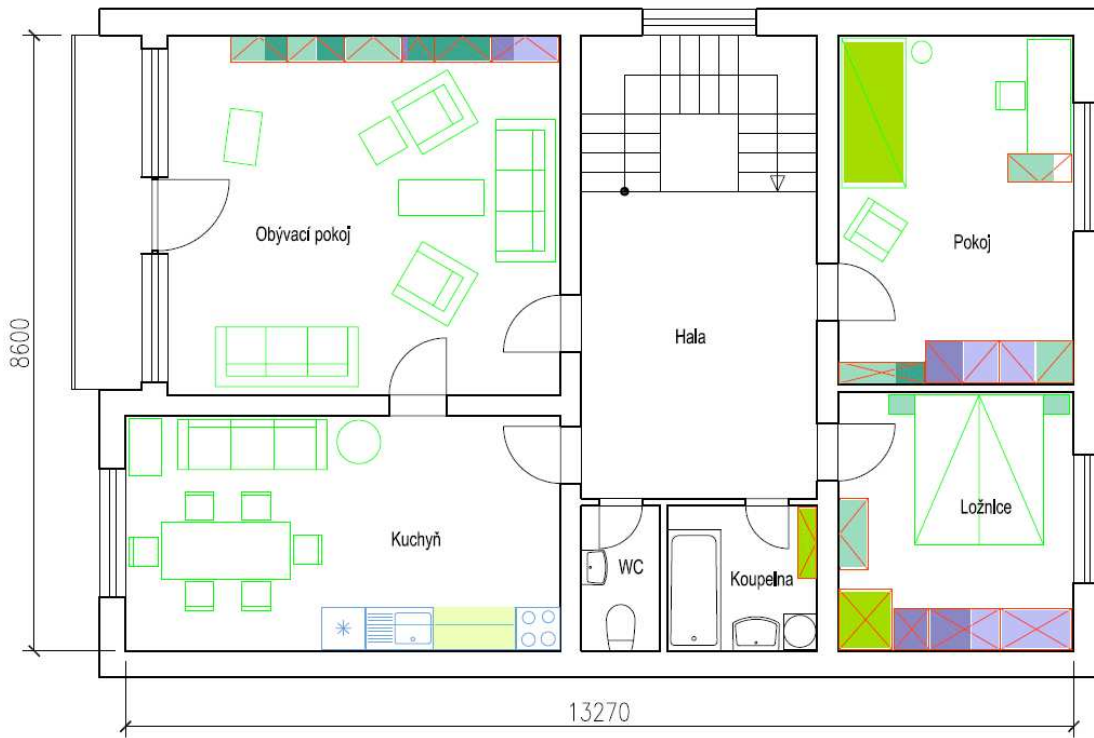 Obývací pokoj
Pokoj
Hala
8600
Kuchyň
WC
Koupelna
Ložnice
13270